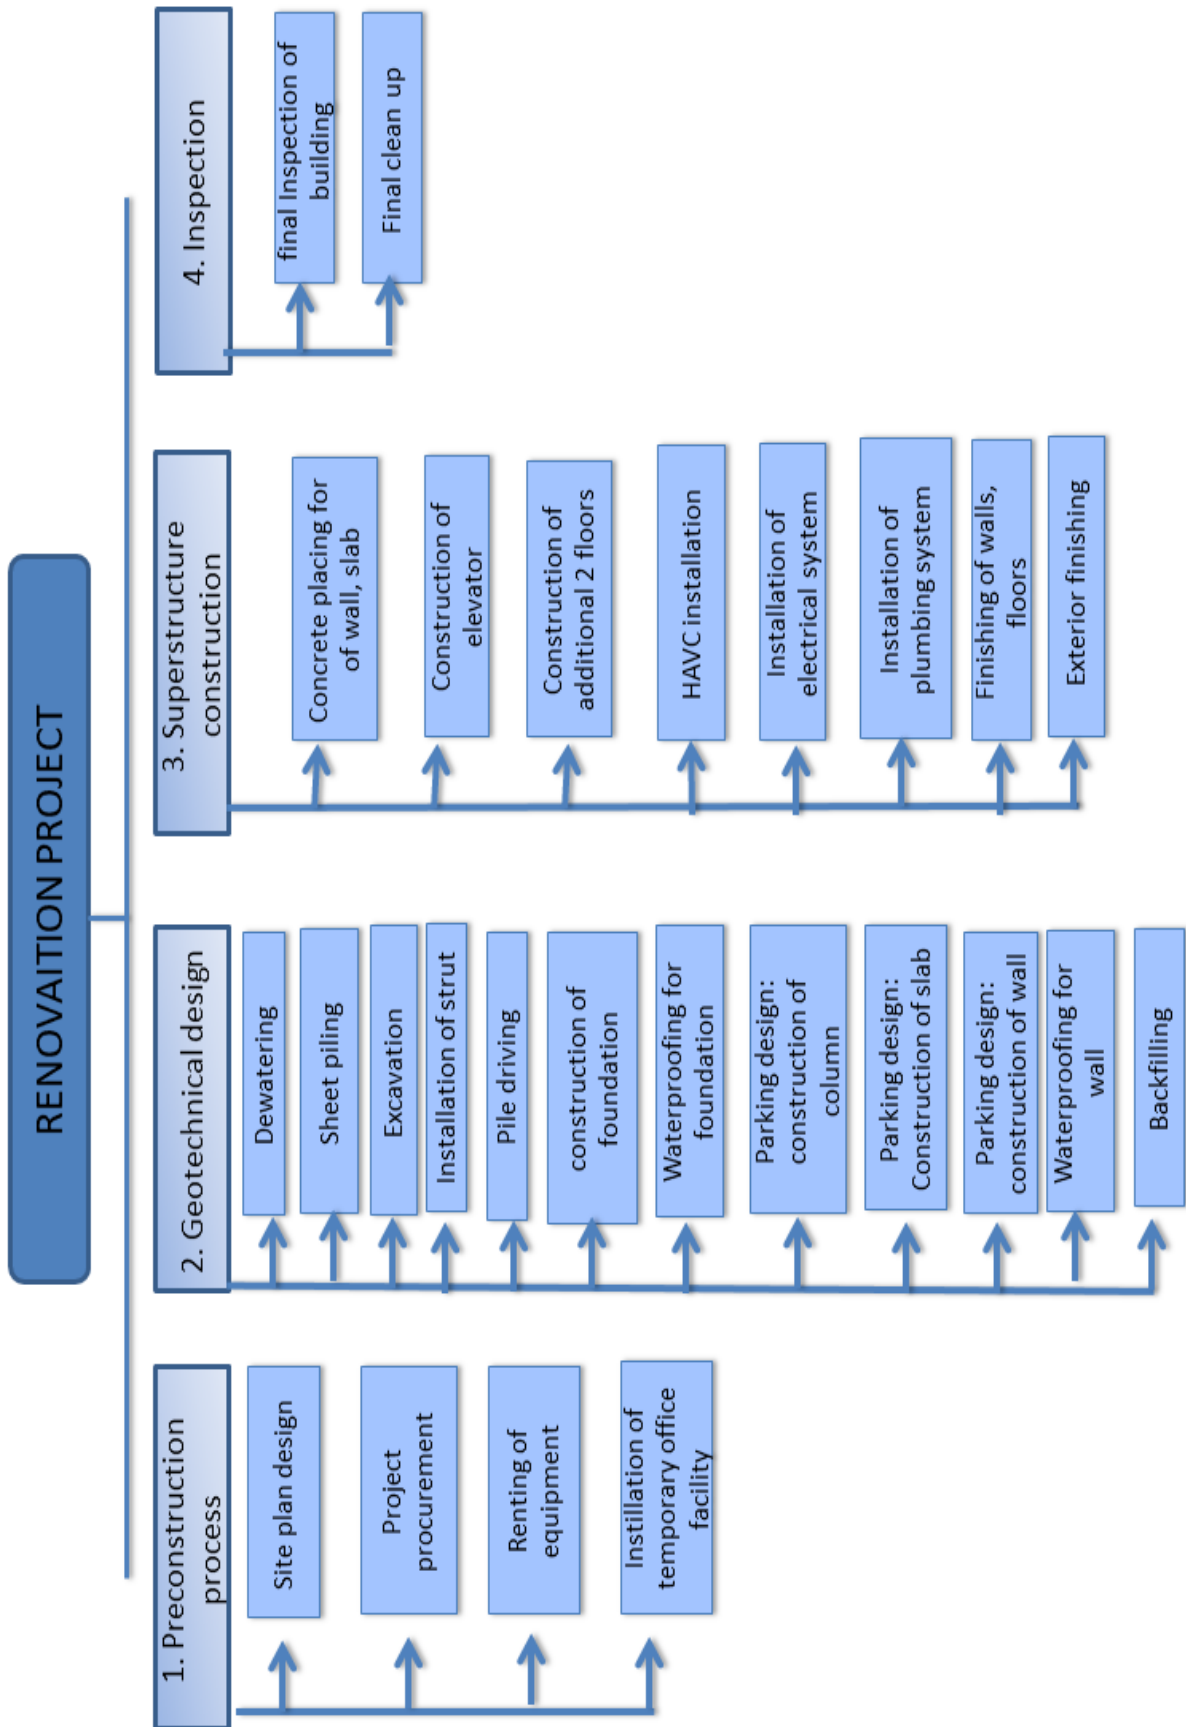 RENOVAITION PROJECT
1. Preconstruction
process
Site plan design
Project
procurement
Renting of
equipment
Instillation of
temporary office
facility
2. Geotechnical design
Dewatering
Sheet piling
Excavation
Installation of strut
Pile driving
construction of
foundation
Waterproofing for
foundation
Parking design:
construction of
column
Parking design:
Construction of slab
Parking design:
construction of wall
Waterproofing for
wall
Backfilling
3. Superstructure
construction
Concrete placing for
of wall, slab
Construction of
elevator
Construction of
additional 2 floors
HAVC installation
Installation of
electrical system
Installation of
plumbing system
Finishing of walls,
floors
Exterior finishing
4. Inspection
final Inspection of
building
Final clean up